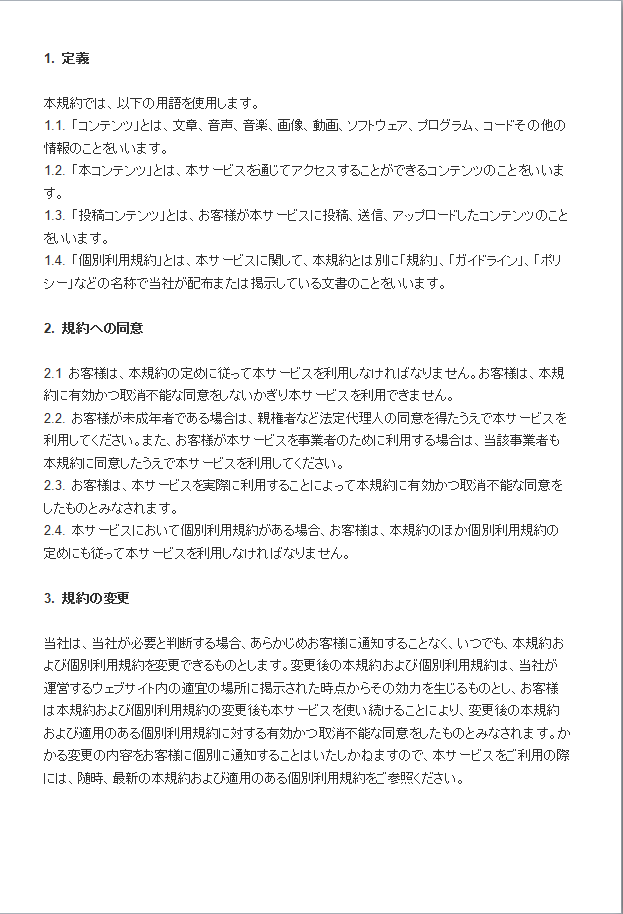 1. 定義
本規約では、以下の用語を使用します。
1.1. 「コンテンツ」とは、文章、音声、音楽、画像、動画、ソフトウェア、プログラム、コードその他の
情報のことをいいます。
1.2. 「本コンテンツ」とは、本サービスを通じてアクセスすることができるコンテンツのことをいいま
す。
1.3. 「投稿コンテンツ」とは、お客様が本サービスに投稿、送信、アップロードしたコンテンツのこと
をいいます。
1.4. 「個別利用規約」とは、本サービスに関して、本規約とは別に「規約」、「ガイドライン」、「ポリ
シー」などの名称で当社が配布または掲示している文書のことをいいます。
2. 規約への同意
2.1 お客様は、本規約の定めに従って本サービスを利用しなければなりません。お客様は、本規
約に有効かつ取消不能な同意をしないかぎり本サービスを利用できません。
2.2. お客様が未成年者である場合は、親権者など法定代理人の同意を得たうえで本サービスを
利用してください。また、お客様が本サービスを事業者のために利用する場合は、当該事業者も
本規約に同意したうえで本サービスを利用してください。
2.3. お客様は、本サービスを実際に利用することによって本規約に有効かつ取消不能な同意を
したものとみなされます。
2.4. 本サービスにおいて個別利用規約がある場合、お客様は、本規約のほか個別利用規約の
定めにも従って本サービスを利用しなければなりません。
3. 規約の変更
当社は、当社が必要と判断する場合、あらかじめお客様に通知することなく、いつでも、本規約お
よび個別利用規約を変更できるものとします。変更後の本規約および個別利用規約は、当社が
運営するウェブサイト内の適宜の場所に掲示された時点からその効力を生じるものとし、お客様
は本規約および個別利用規約の変更後も本サービスを使い続けることにより、変更後の本規約
および適用のある個別利用規約に対する有効かつ取消不能な同意をしたものとみなされます。か
かる変更の内容をお客様に個別に通知することはいたしかねますので、本サービスをご利用の際
には、随時、最新の本規約および適用のある個別利用規約をご参照ください。